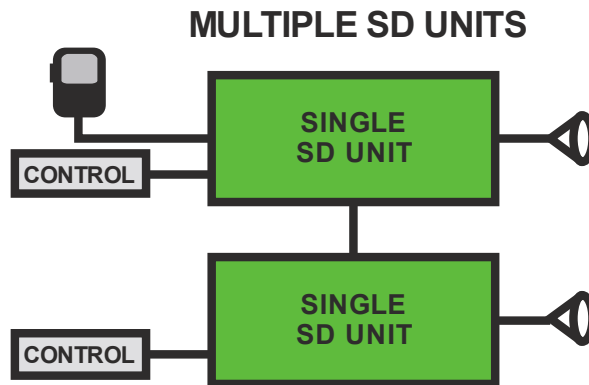 MULTIPLE SD UNITS
SINGLE
SD UNIT
CONTROL
SINGLE
SD UNIT
CONTROL